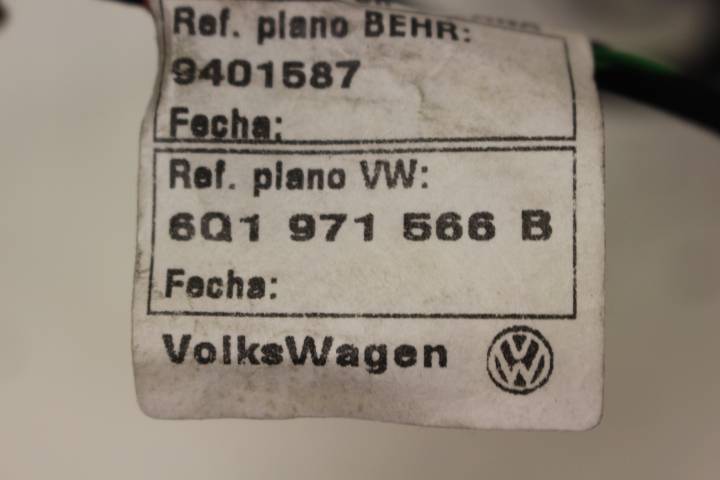 Ref. plano BEHR:
9401587
Fecha:
Ref. plano VW:
6Q1 971 566 B
Fecha:
VolksWagen